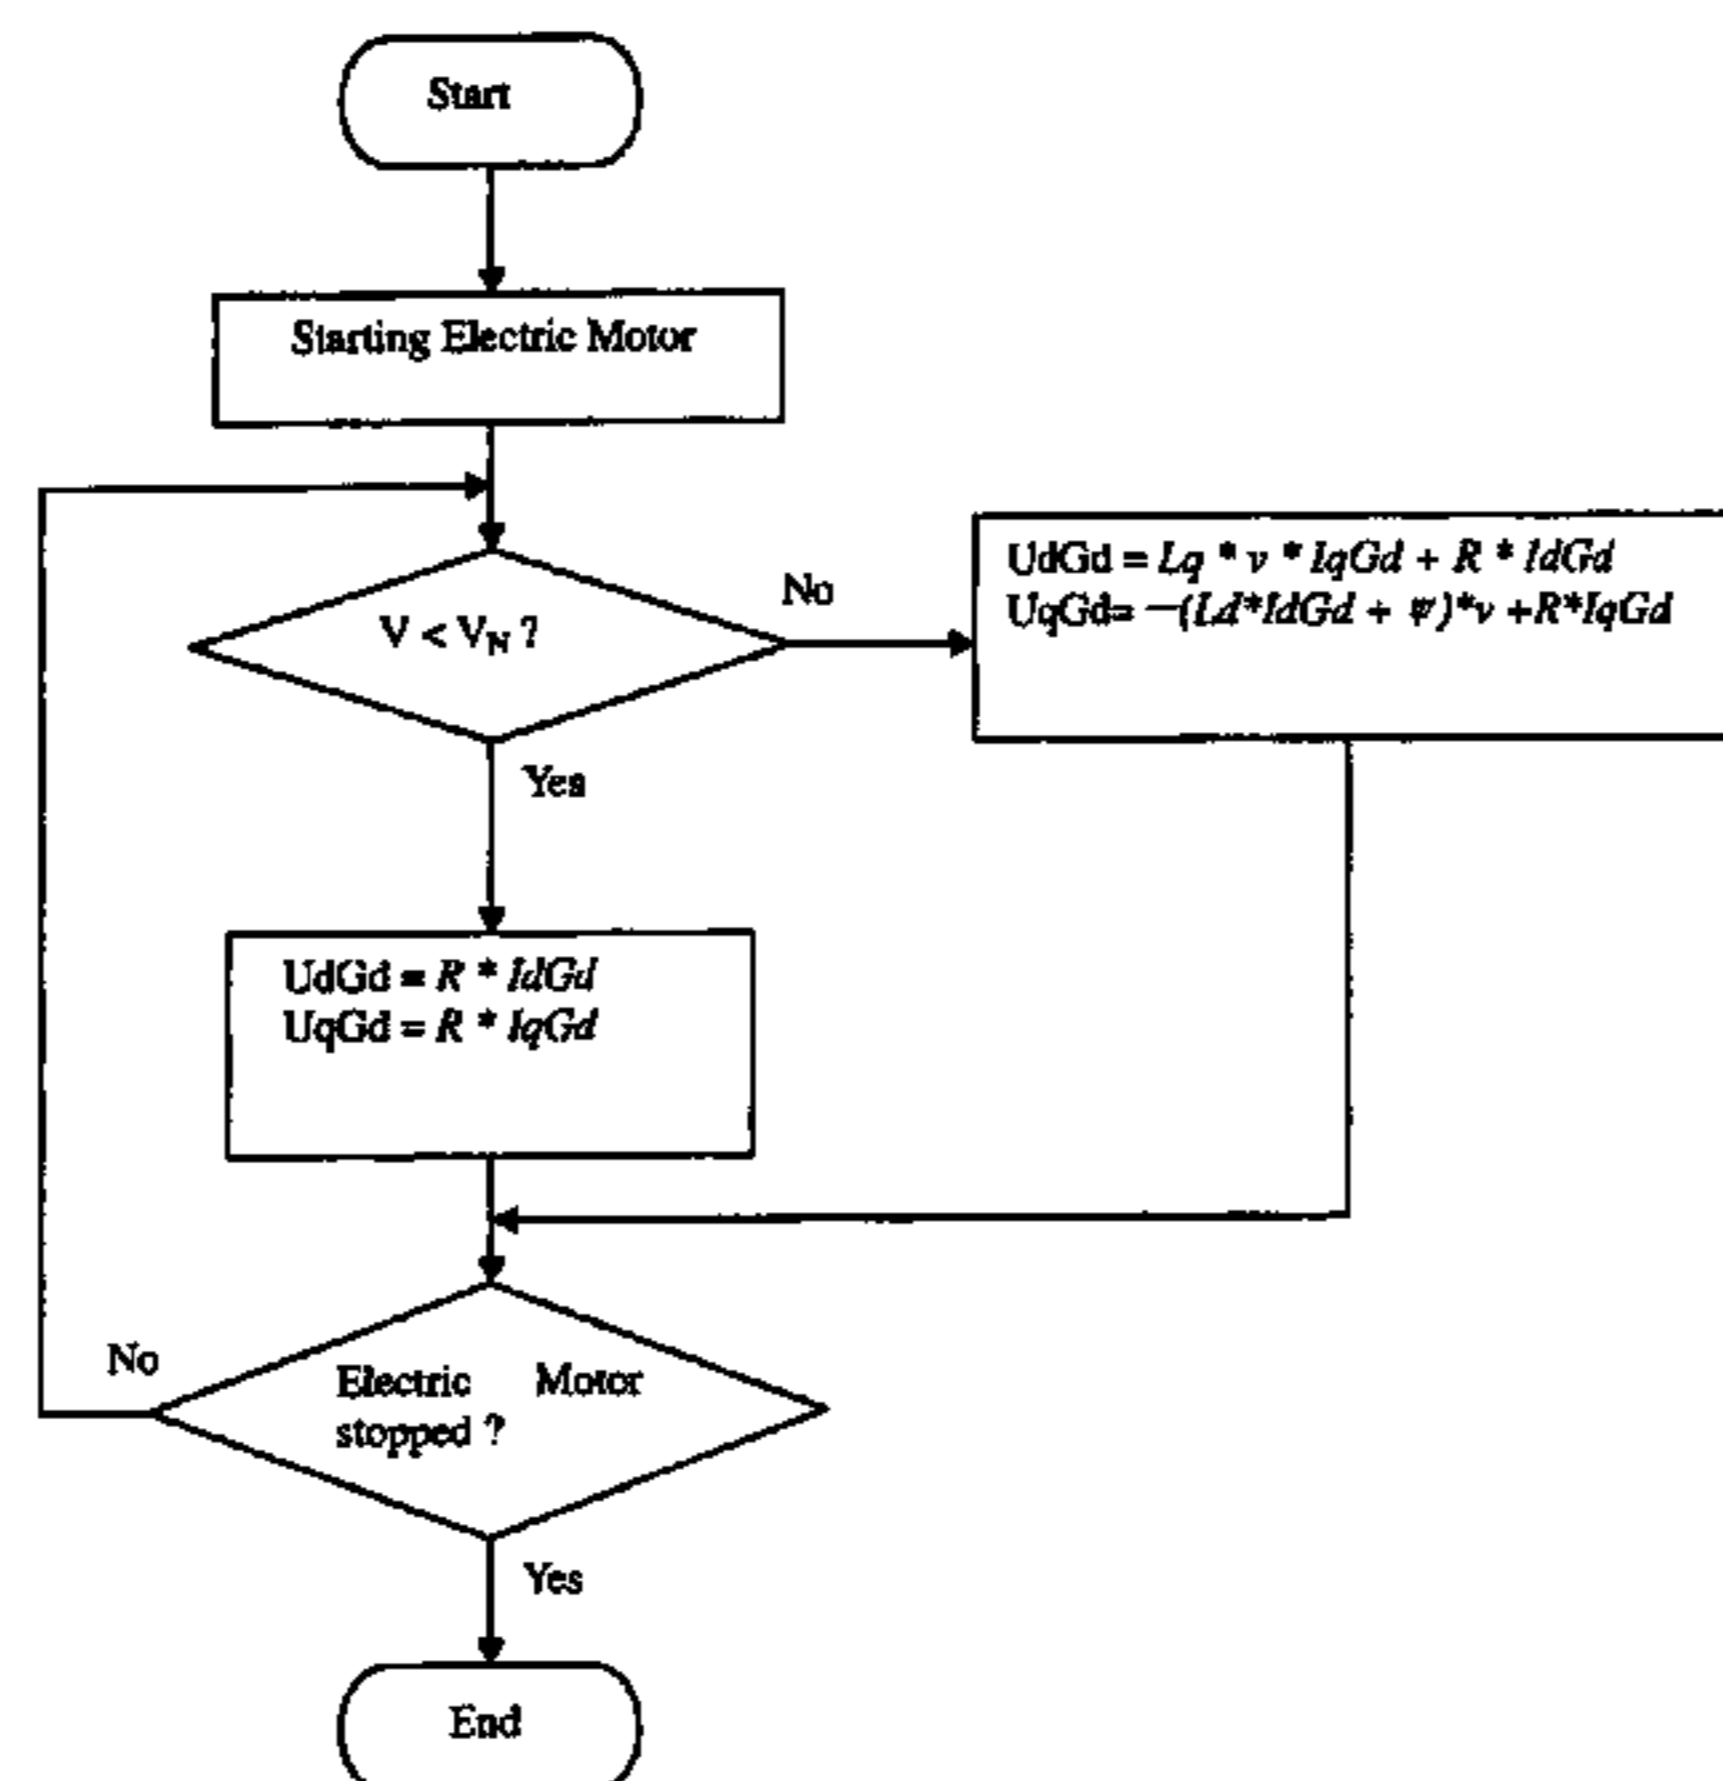 Start
Starting Electric Motor
V < V_N ?
No
UdGd = Lq * v * IqGd + R * IdGd
UqGd= —(Ld*IdGd + Ψ)*v +R*IqGd
Yes
UdGd = R * IdGd
UqGd = R * IqGd
No
Electric Motor
stopped ?
Yes
End